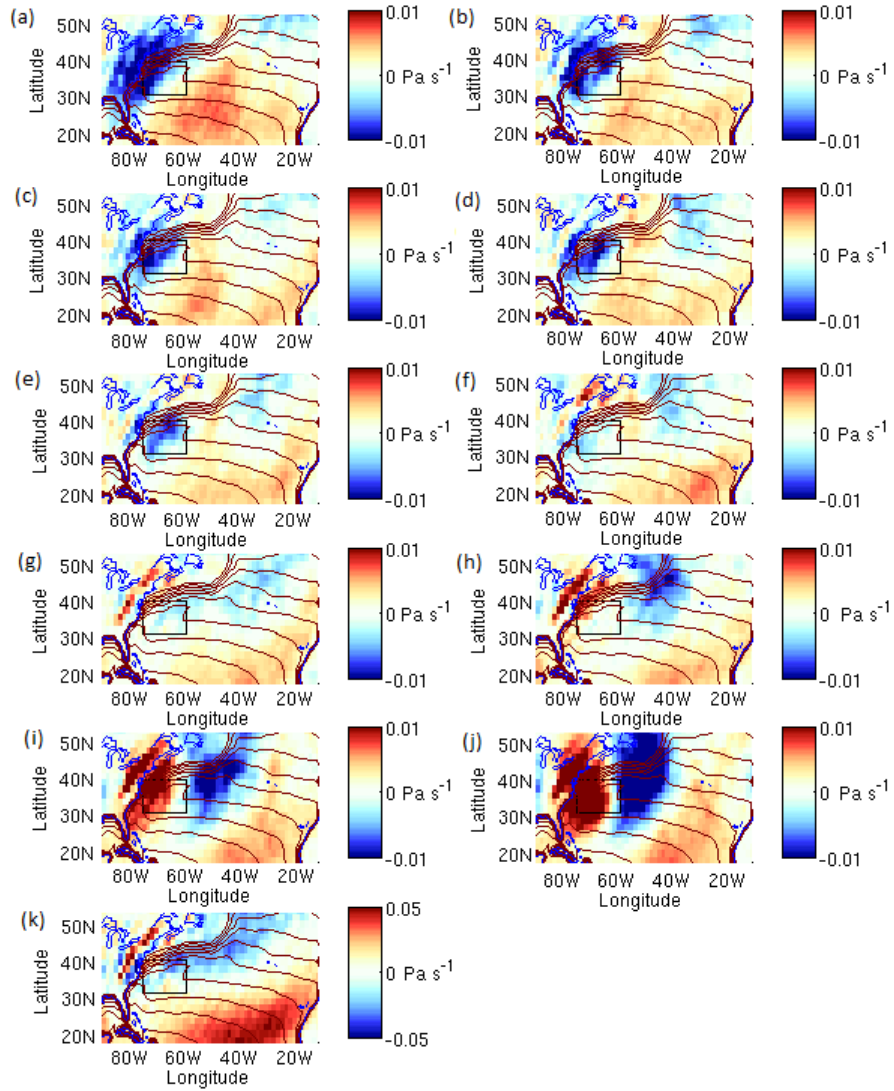 (a)
50N
40N
30N
20N
Latitude
80W 60W 40W 20W
Longitude
0.01
0 Pa s⁻¹
-0.01
(b)
50N
40N
30N
20N
Latitude
80W 60W 40W 20W
Longitude
0.01
0 Pa s⁻¹
-0.01
(c)
50N
40N
30N
20N
Latitude
80W 60W 40W 20W
Longitude
0.01
0 Pa s⁻¹
-0.01
(d)
50N
40N
30N
20N
Latitude
80W 60W 40W 20W
Longitude
0.01
0 Pa s⁻¹
-0.01
(e)
50N
40N
30N
20N
Latitude
80W 60W 40W 20W
Longitude
0.01
0 Pa s⁻¹
-0.01
(f)
50N
40N
30N
20N
Latitude
80W 60W 40W 20W
Longitude
0.01
0 Pa s⁻¹
-0.01
(g)
50N
40N
30N
20N
Latitude
80W 60W 40W 20W
Longitude
0.01
0 Pa s⁻¹
-0.01
(h)
50N
40N
30N
20N
Latitude
80W 60W 40W 20W
Longitude
0.01
0 Pa s⁻¹
-0.01
(i)
50N
40N
30N
20N
Latitude
80W 60W 40W 20W
Longitude
0.01
0 Pa s⁻¹
-0.01
(j)
50N
40N
30N
20N
Latitude
80W 60W 40W 20W
Longitude
0.01
0 Pa s⁻¹
-0.01
(k)
50N
40N
30N
20N
Latitude
80W 60W 40W 20W
Longitude
0.05
0 Pa s⁻¹
-0.05